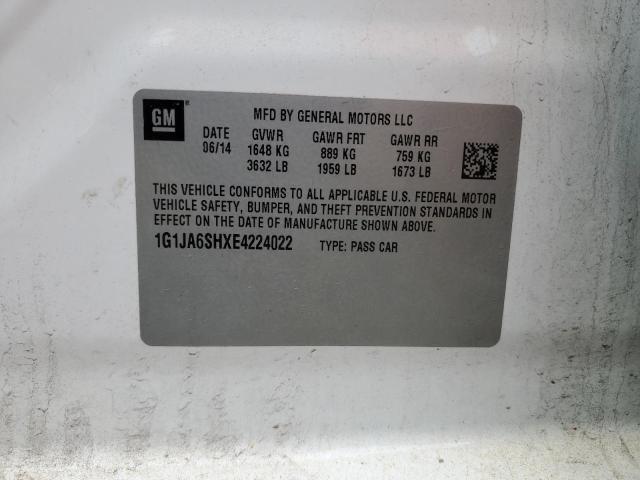 GM ®
MFD BY GENERAL MOTORS LLC
DATE GVWR GAWR FRT GAWR RR
06/14 1648 KG 889 KG 759 KG
3632 LB 1959 LB 1673 LB
THIS VEHICLE CONFORMS TO ALL APPLICABLE U.S. FEDERAL MOTOR
VEHICLE SAFETY, BUMPER, AND THEFT PREVENTION STANDARDS IN
EFFECT ON THE DATE OF MANUFACTURE SHOWN ABOVE.
1G1JA6SHXE4224022 TYPE: PASS CAR